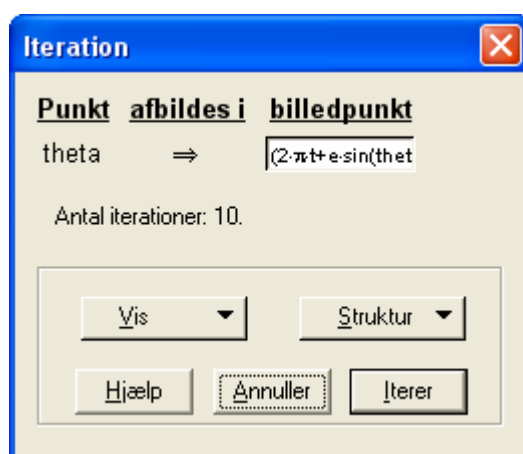 Iteration
Punkt afbildes i billedpunkt
theta ⇒ (2·π·t+e·sin(thet
Antal iterationer: 10.
Vis Struktur
Hjælp Annuller Iterer